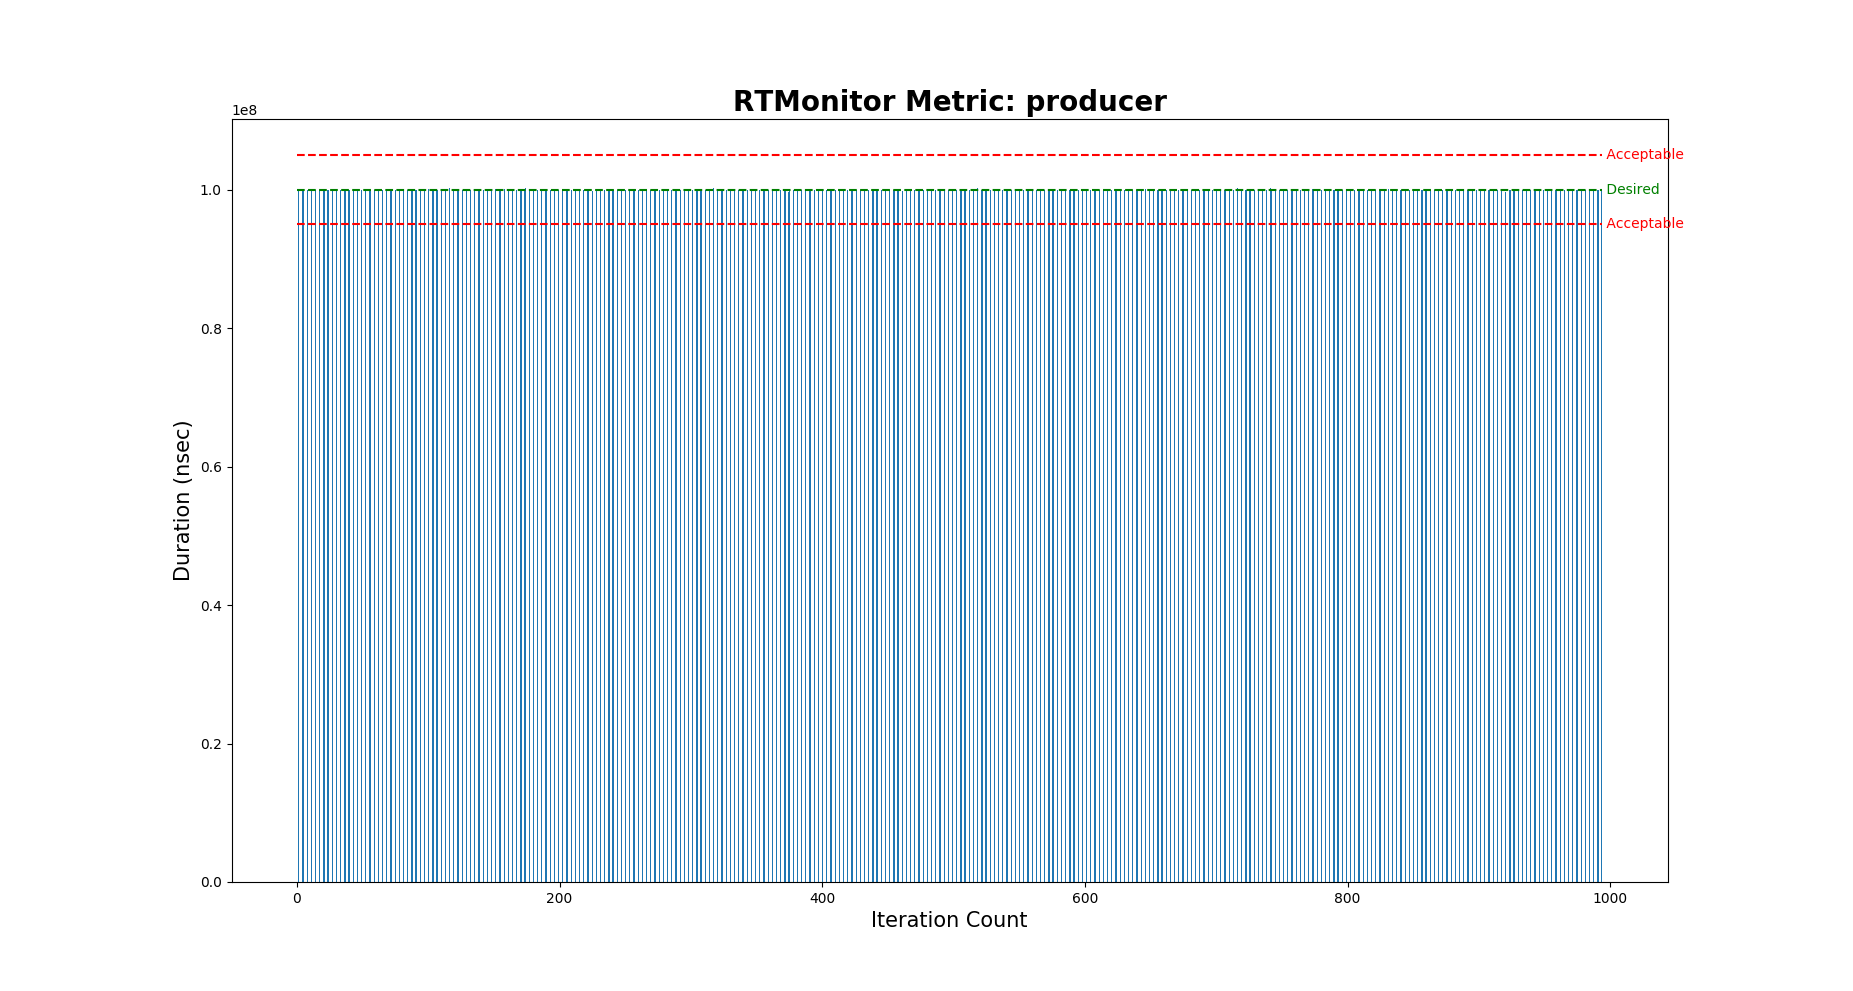 RTMonitor Metric: producer
1e8
Acceptable
1.0
Desired
Acceptable
0.8
0.6
Duration (nsec)
0.4
0.2
0.0
0 200 400 600 800 1000
Iteration Count